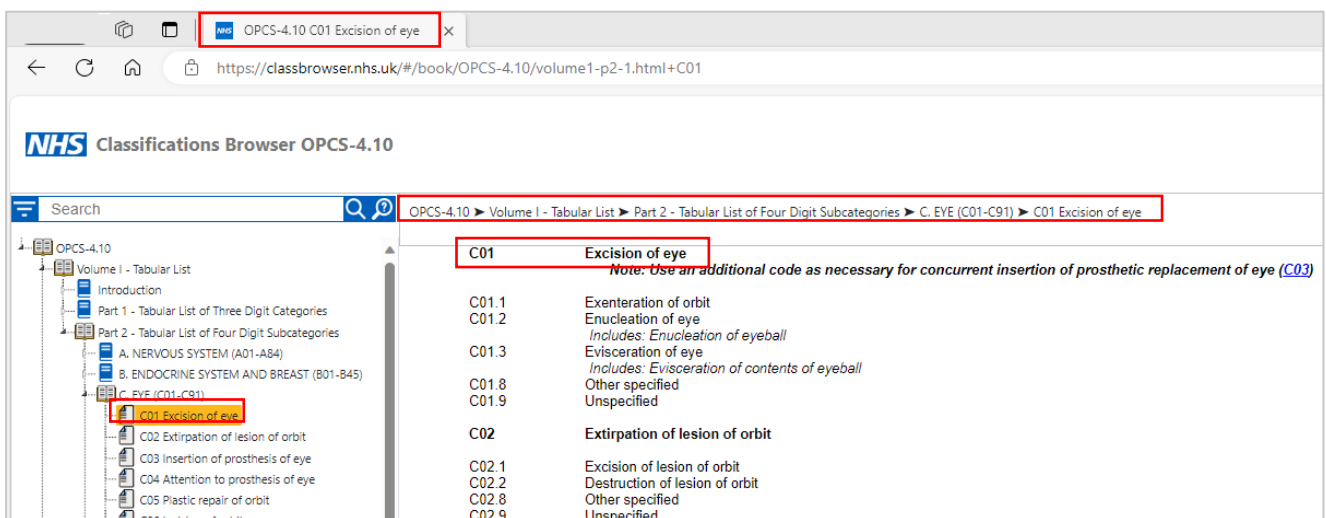 OPCS-4.10 C01 Excision of eye
https://classbrowser.nhs.uk/#/book/OPCS-4.10/volume1-p2-1.html+C01
NHS Classifications Browser OPCS-4.10
Search
OPCS-4.10 ➤ Volume I - Tabular List ➤ Part 2 - Tabular List of Four Digit Subcategories ➤ C. EYE (C01-C91) ➤ C01 Excision of eye
OPCS-4.10
Volume I - Tabular List
Introduction
Part 1 - Tabular List of Three Digit Categories
Part 2 - Tabular List of Four Digit Subcategories
A. NERVOUS SYSTEM (A01-A84)
B. ENDOCRINE SYSTEM AND BREAST (B01-B45)
C. EYE (C01-C91)
C01 Excision of eye
C02 Extirpation of lesion of orbit
C03 Insertion of prosthesis of eye
C04 Attention to prosthesis of eye
C05 Plastic repair of orbit
C01 Excision of eye
Note: Use an additional code as necessary for concurrent insertion of prosthetic replacement of eye (C03)
C01.1 Exenteration of orbit
C01.2 Enucleation of eye
Includes: Enucleation of eyeball
C01.3 Evisceration of eye
Includes: Evisceration of contents of eyeball
C01.8 Other specified
C01.9 Unspecified
C02 Extirpation of lesion of orbit
C02.1 Excision of lesion of orbit
C02.2 Destruction of lesion of orbit
C02.8 Other specified
C02.9 Unspecified